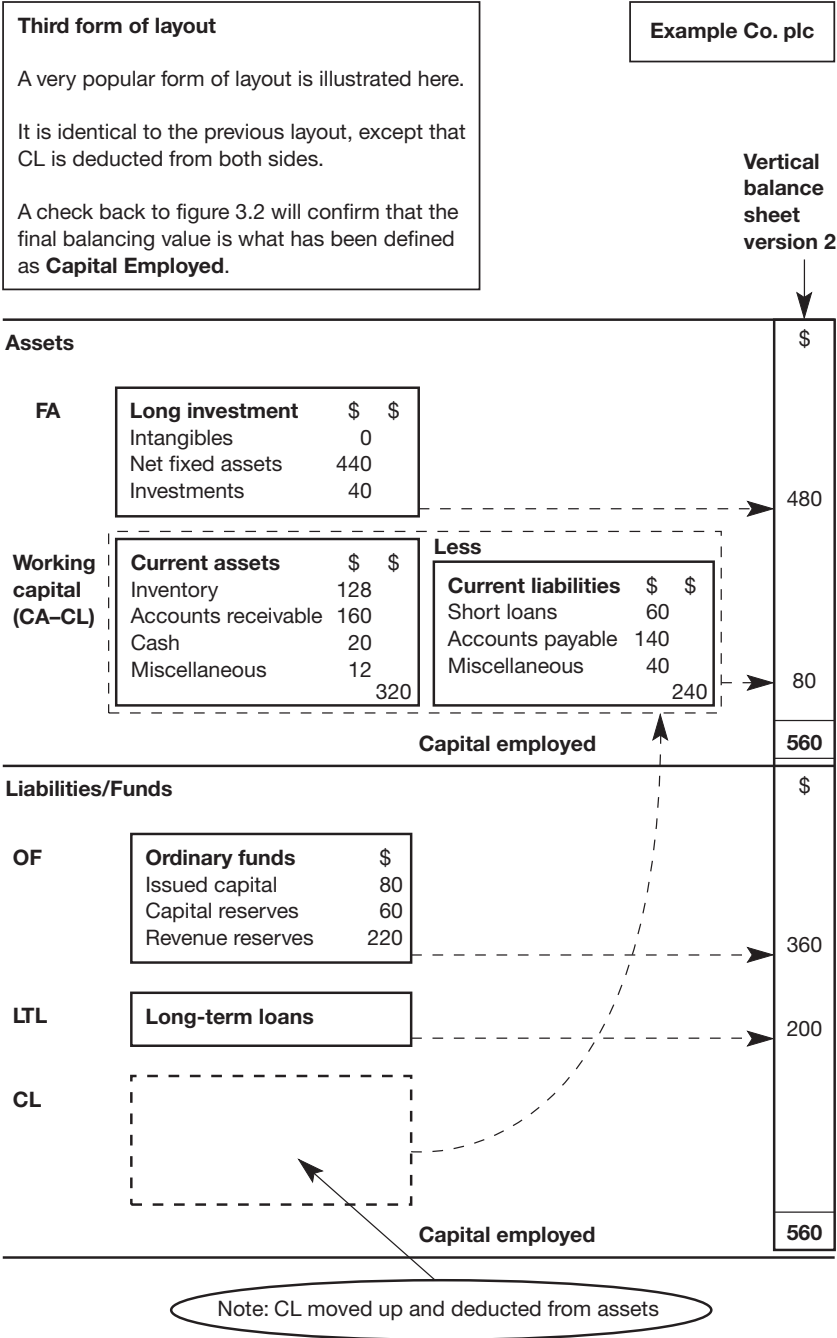 Third form of layout
A very popular form of layout is illustrated here.
It is identical to the previous layout, except that
CL is deducted from both sides.
A check back to figure 3.2 will confirm that the
final balancing value is what has been defined
as Capital Employed.
Example Co. plc
Vertical
balance
sheet
version 2
Assets
$
FA
Long investment $ $
Intangibles 0
Net fixed assets 440
Investments 40
480
Working
capital
(CA–CL)
Current assets $ $
Inventory 128
Accounts receivable 160
Cash 20
Miscellaneous 12
320
Less
Current liabilities $ $
Short loans 60
Accounts payable 140
Miscellaneous 40
240
80
Capital employed 560
Liabilities/Funds
$
OF
Ordinary funds $
Issued capital 80
Capital reserves 60
Revenue reserves 220
360
LTL
Long-term loans
200
CL
Capital employed 560
Note: CL moved up and deducted from assets